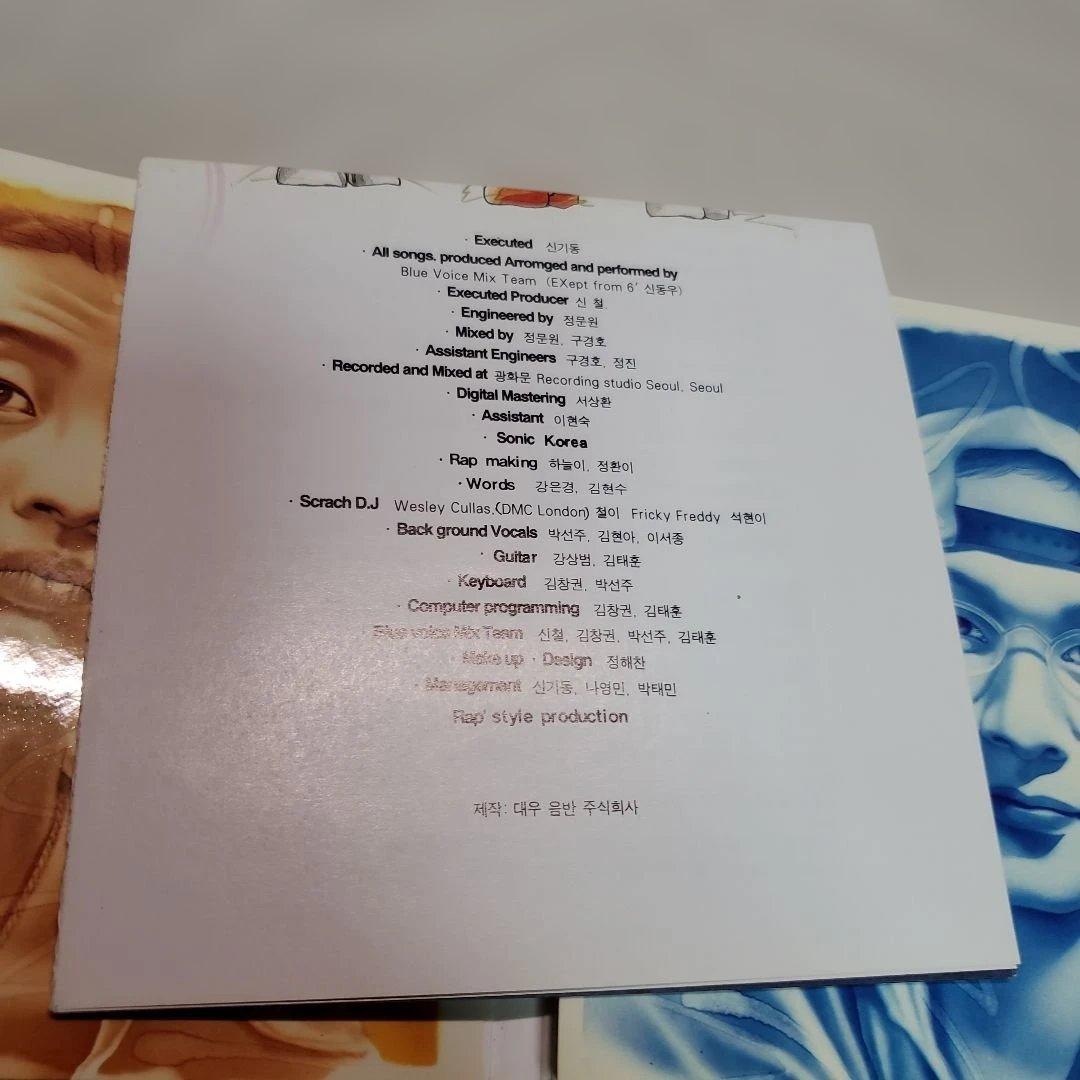 · Executed 신기동
· All songs, produced Arromged and performed by
Blue Voice Mix Team (EXept from 6' 신동우)
· Executed Producer 신 철
· Engineered by 정문원
· Mixed by 정문원, 구경호
· Assistant Engineers 구경호, 정진
· Recorded and Mixed at 광화문 Recording studio Seoul, Seoul
· Digital Mastering 서상환
· Assistant 이현숙
· Sonic Korea
· Rap making 하늘이, 정환이
· Words 강은경, 김현수
· Scrach D.J Wesley Cullas,(DMC London) 철이 Fricky Freddy 석현이
· Back ground Vocals 박선주, 김현아, 이서종
· Guitar 강상범, 김태훈
· Keyboard 김창권, 박선주
· Computer programming 김창권, 김태훈
· Blue voice Mix Team 신철, 김창권, 박선주, 김태훈
· Make up · Design 정해찬
· Management 신기동, 나영민, 박태민
Rap' style production
제작: 대우 음반 주식회사